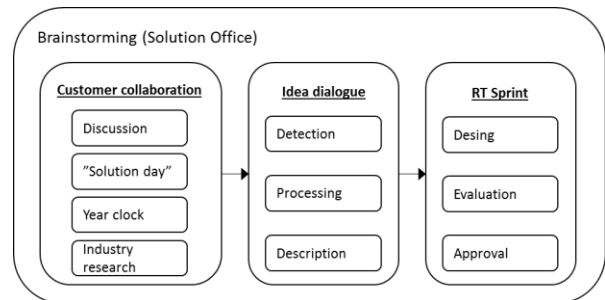 Brainstorming (Solution Office)
Customer collaboration
Discussion
”Solution day”
Year clock
Industry
research
Idea dialogue
Detection
Processing
Description
RT Sprint
Desing
Evaluation
Approval